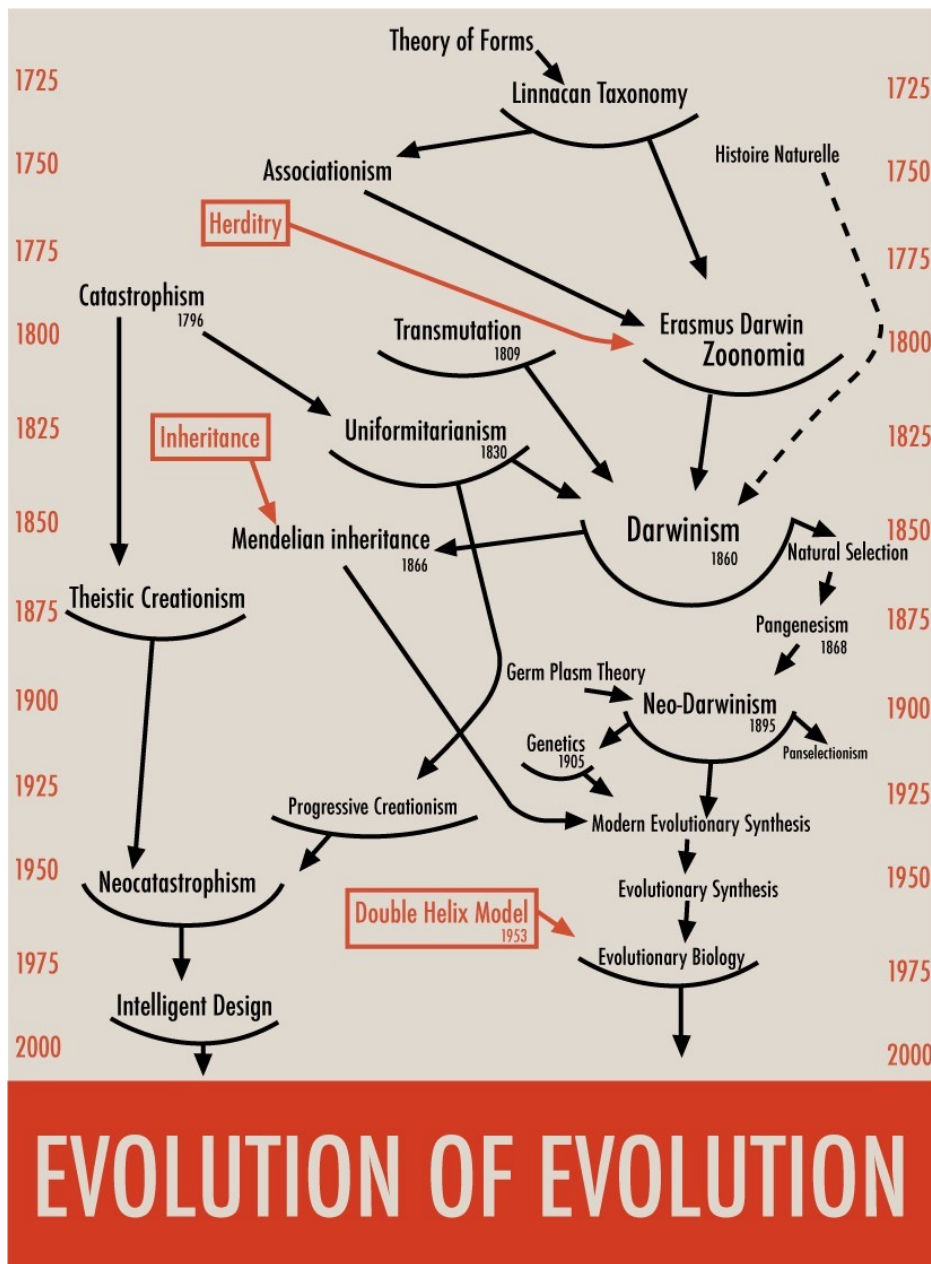 Theory of Forms
1725
1725
Linnacan Taxonomy
1750
Histoire Naturelle
1750
Associationism
Herditry
1775
1775
Catastrophism
1796
Transmutation
1809
Erasmus Darwin
Zoonomia
1800
1800
1825
Inheritance
Uniformitarianism
1830
1825
1850
Mendelian inheritance
1866
Darwinism
1860
1850
Natural Selection
Theistic Creationism
1875
1875
Pangenesism
1868
Germ Plasm Theory
1900
Neo-Darwinism
1895
1900
Genetics
1905
Panselectionism
1925
1925
Progressive Creationism
Modern Evolutionary Synthesis
1950
Neocatastrophism
Evolutionary Synthesis
1950
Double Helix Model
1953
1975
Evolutionary Biology
1975
Intelligent Design
2000
2000
EVOLUTION OF EVOLUTION